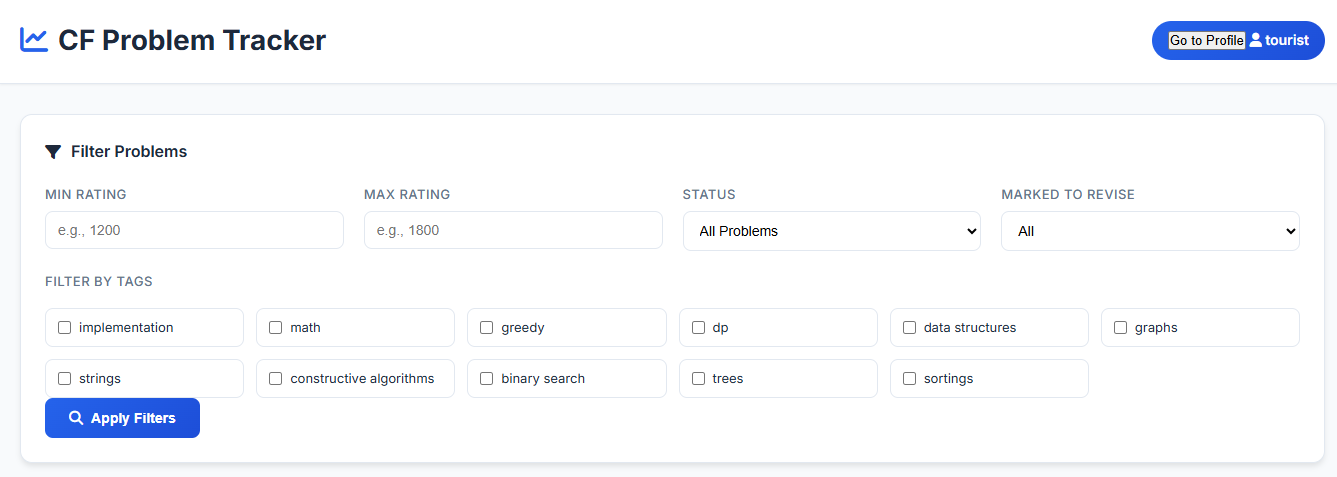 CF Problem Tracker
Go to Profile tourist
Filter Problems
MIN RATING MAX RATING STATUS MARKED TO REVISE
e.g., 1200 e.g., 1800 All Problems All
FILTER BY TAGS
implementation math greedy dp data structures graphs
strings constructive algorithms binary search trees sortings
Apply Filters